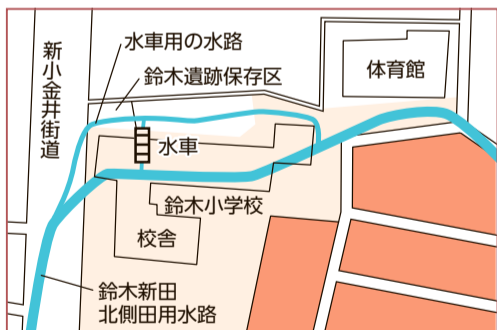 水車用の水路
鈴木遺跡保存区
体育館
新小金井街道
水車
鈴木小学校
校舎
鈴木新田
北側田用水路